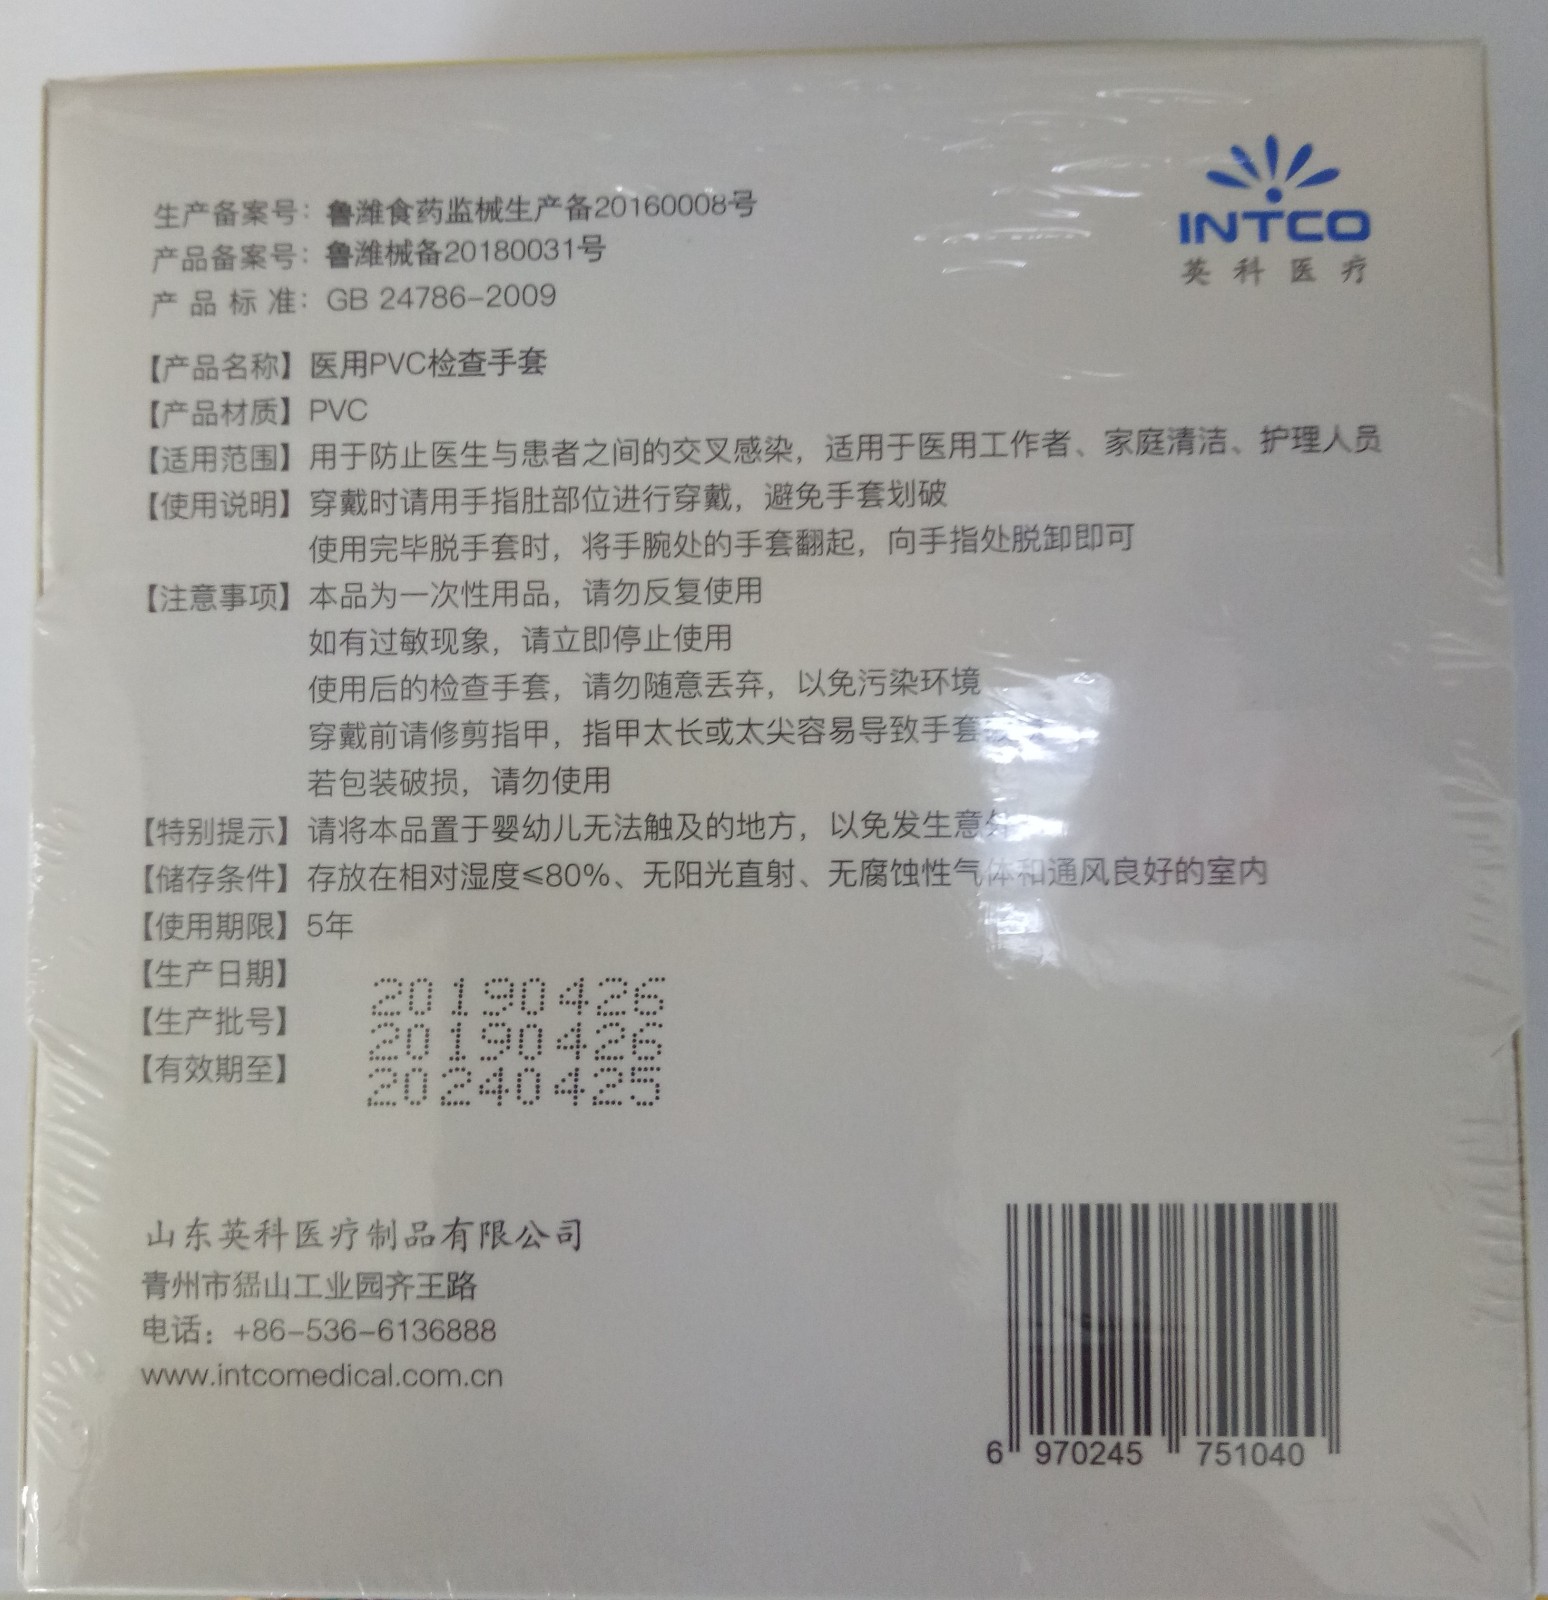 INTCO
英科医疗
生产备案号：鲁潍食药监械生产备20160008号
产品备案号：鲁潍械备20180031号
产品标准：GB 24786-2009
【产品名称】医用PVC检查手套
【产品材质】PVC
【适用范围】用于防止医生与患者之间的交叉感染，适用于医用工作者、家庭清洁、护理人员
【使用说明】穿戴时请用手指肚部位进行穿戴，避免手套划破
使用完毕脱手套时，将手腕处的手套翻起，向手指处脱卸即可
【注意事项】本品为一次性用品，请勿反复使用
如有过敏现象，请立即停止使用
使用后的检查手套，请勿随意丢弃，以免污染环境
穿戴前请修剪指甲，指甲太长或太尖容易导致手套
若包装破损，请勿使用
【特别提示】请将本品置于婴幼儿无法触及的地方，以免发生意外
【储存条件】存放在相对湿度≤80%、无阳光直射、无腐蚀性气体和通风良好的室内
【使用期限】5年
【生产日期】20190426
【生产批号】20190426
【有效期至】20240425
山东英科医疗制品有限公司
青州市山工业园齐王路
电话：+86-536-6136888
www.intcomedical.com.cn
6 970245 751040